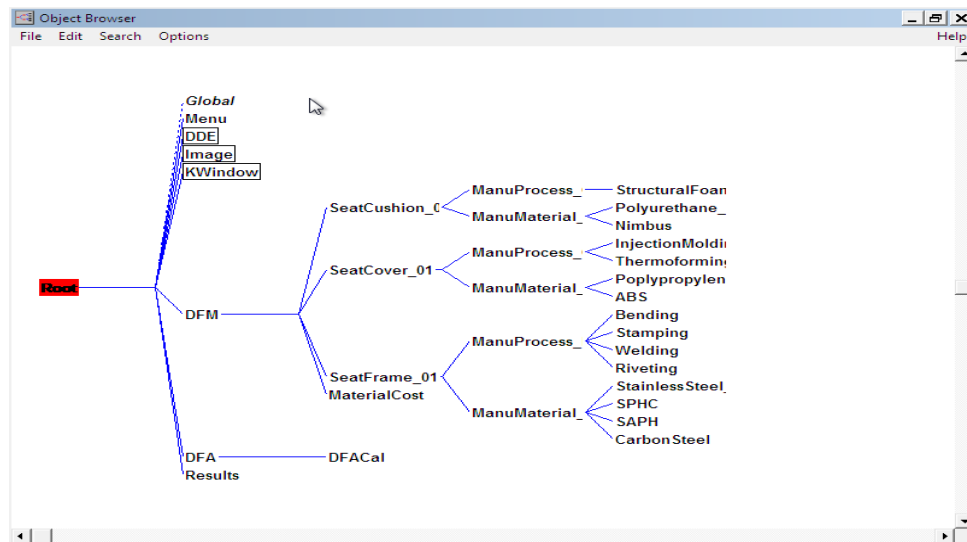 Object Browser
File Edit Search Options Help
Global
Menu
DDE
Image
KWindow
ManuProcess_ StructuralFoan
SeatCushion_0
Polyurethane_
ManuMaterial_
Nimbus
InjectionMoldi
ManuProcess_
Thermoforming
SeatCover_01
Poplypropylen
ManuMaterial_
ABS
Root
DFM
Bending
Stamping
ManuProcess_
Welding
Riveting
SeatFrame_01
StainlessSteel_
MaterialCost
SPHC
ManuMaterial_
SAPH
CarbonSteel
DFA DFACal
Results